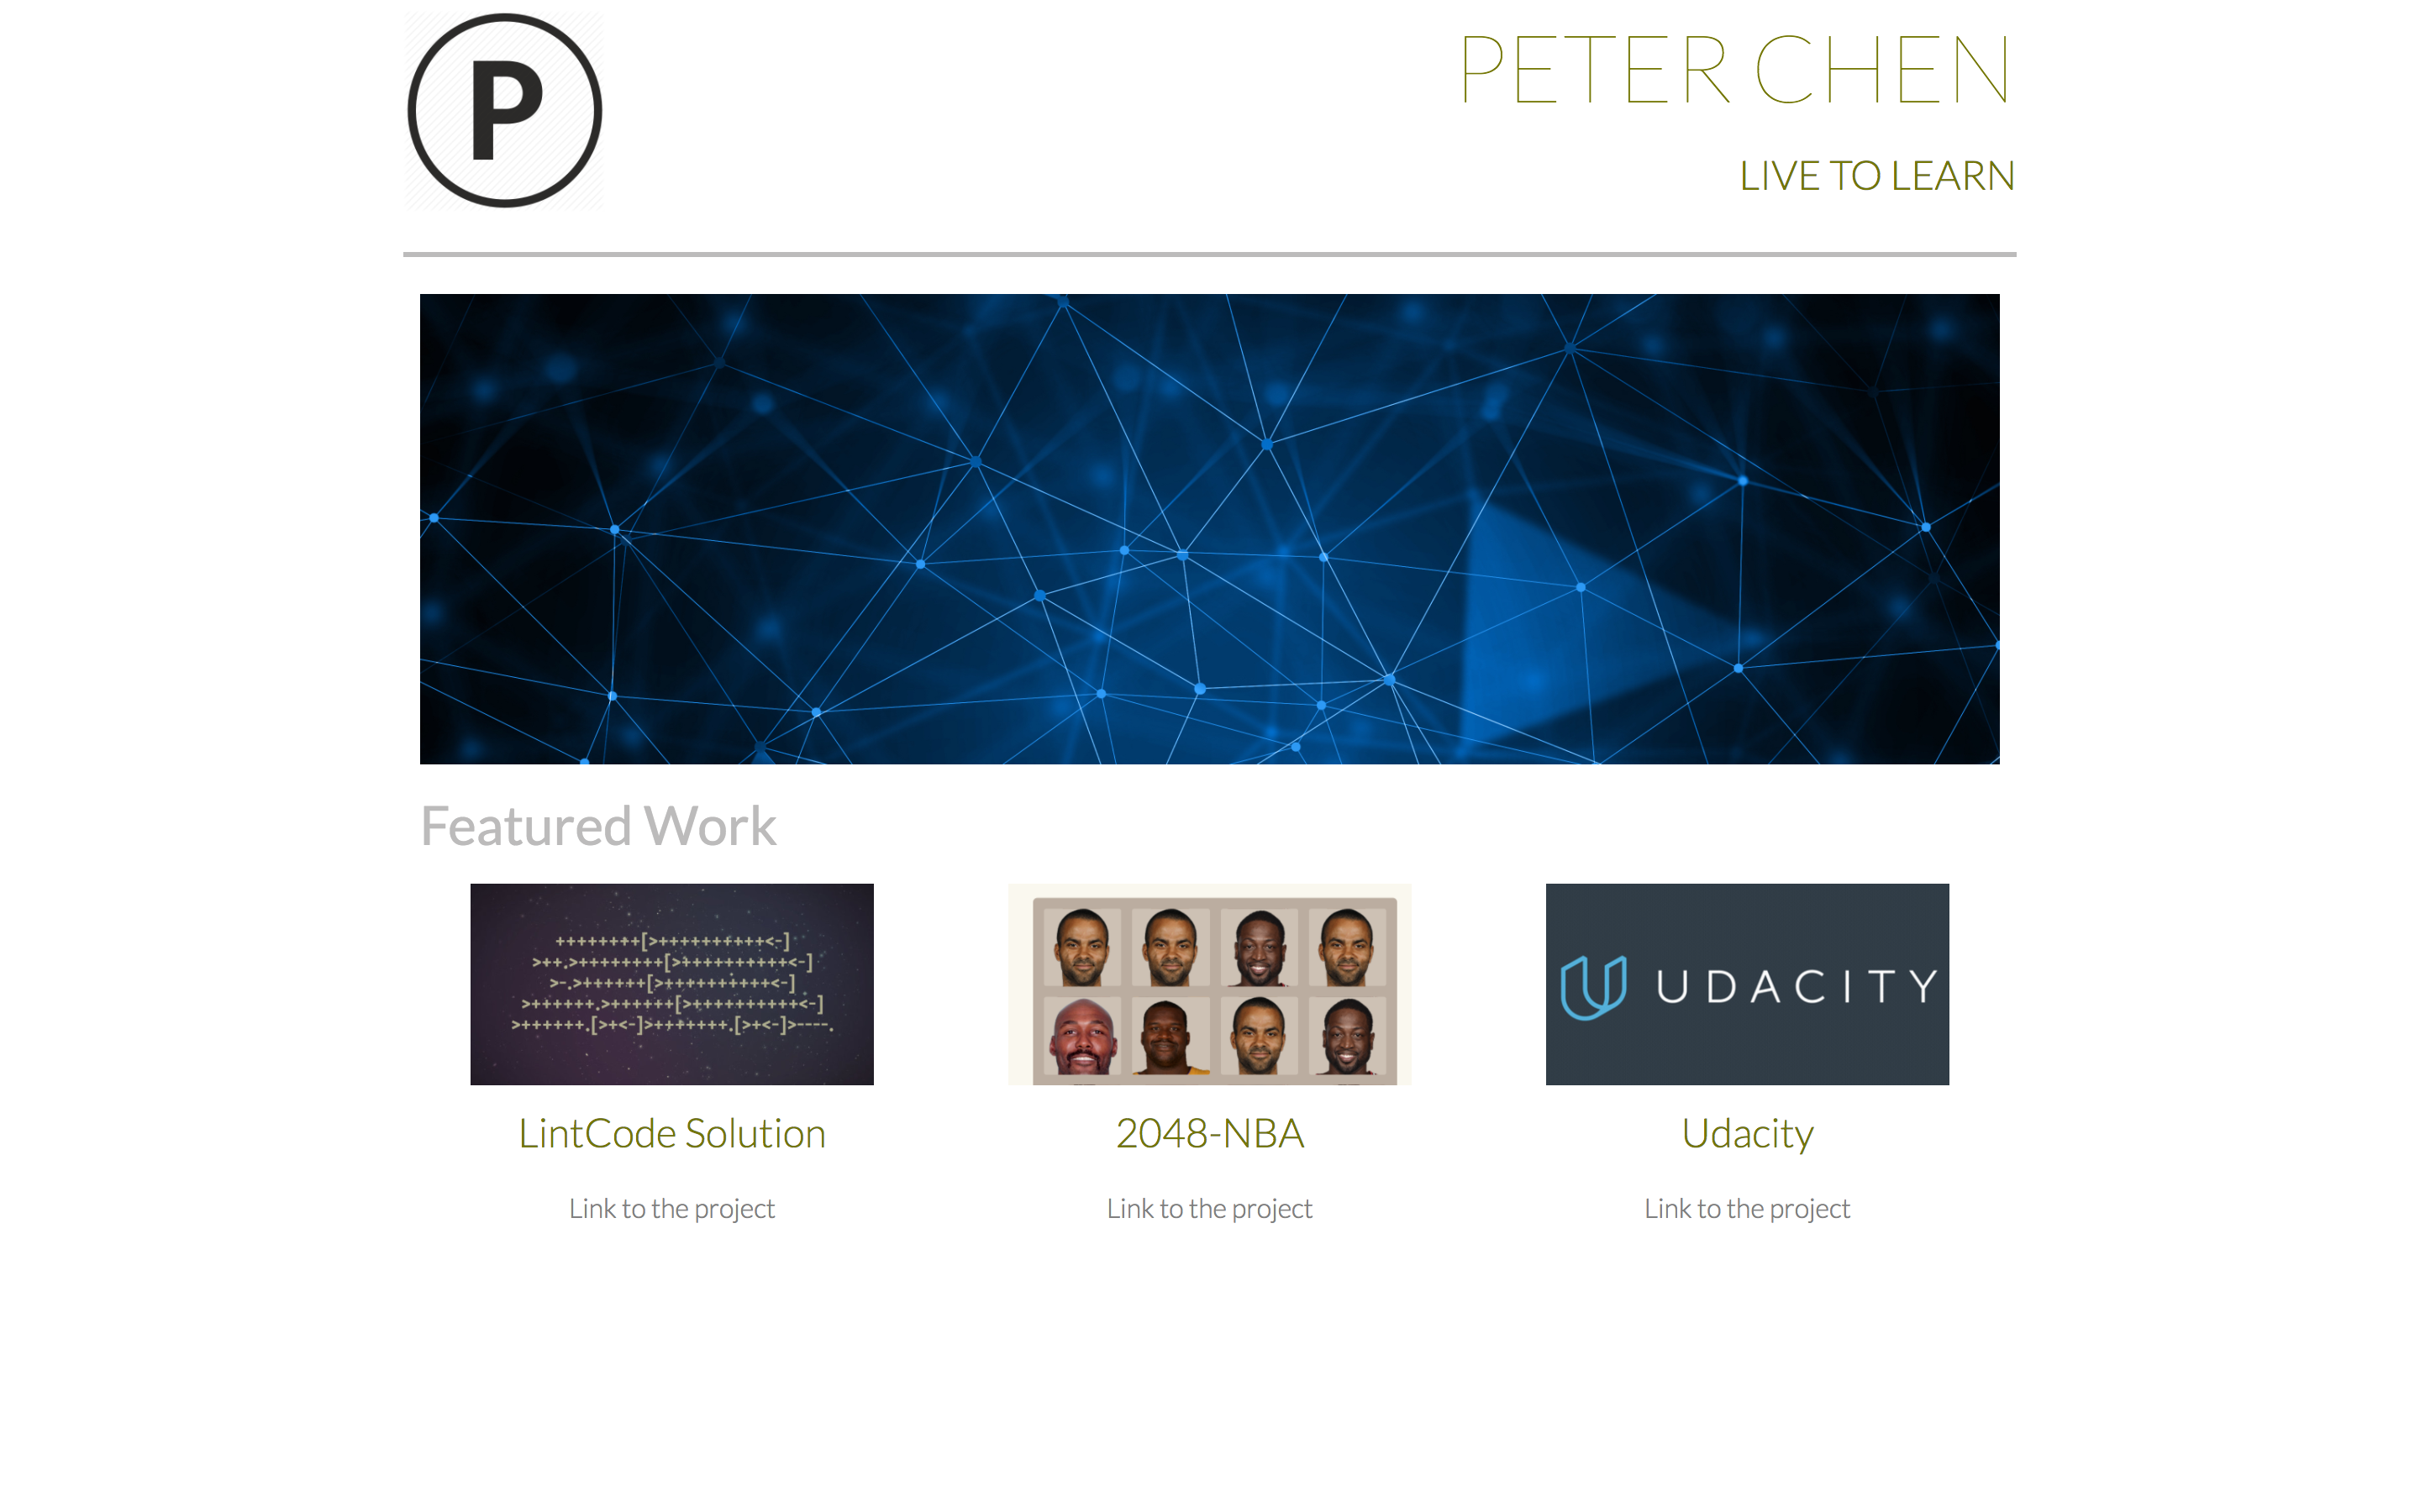 P
PETER CHEN
LIVE TO LEARN
Featured Work
++++++++[>+++++++++++<-]
>++.>++++++++[>++++++++++<-]
>-.>++++++[>++++++++++<-]
>++++++.>++++++[>++++++++++<-]
>++++++.[>+<-]>+++++++.[>+<-]>----.
UDACITY
LintCode Solution
2048-NBA
Udacity
Link to the project
Link to the project
Link to the project